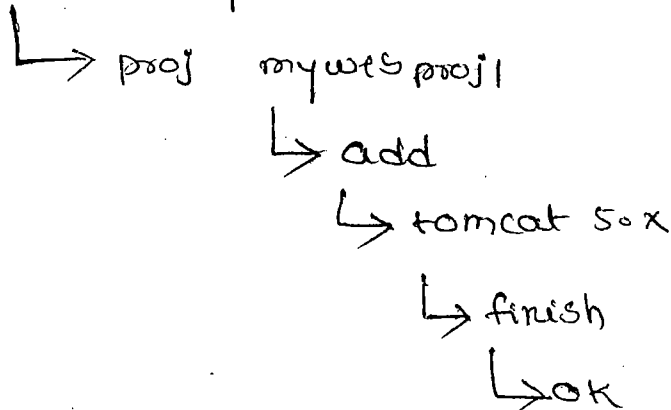 ↳ proj mywebproj1
↳ add
↳ tomcat 5.x
↳ finish
↳ ok